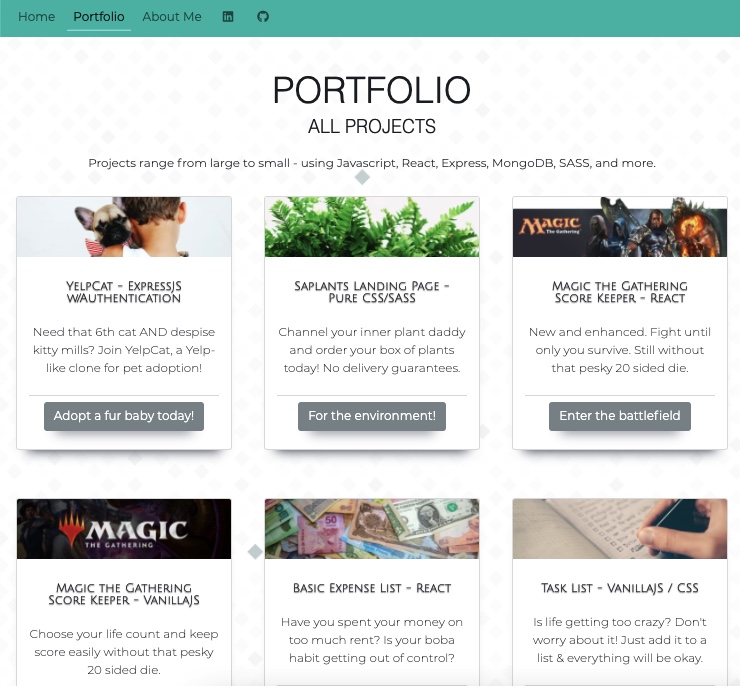 Home Portfolio About Me
PORTFOLIO
ALL PROJECTS
Projects range from large to small - using Javascript, React, Express, MongoDB, SASS, and more.
MAGIC
The Gathering
YelpCat - ExpressJS
w/Authentication
Need that 6th cat AND despise
kitty mills? Join YelpCat, a Yelp-
like clone for pet adoption!
Adopt a fur baby today!
Saplants Landing Page -
Pure CSS/SASS
Channel your inner plant daddy
and order your box of plants
today! No delivery guarantees.
For the environment!
Magic the Gathering
Score Keeper - React
New and enhanced. Fight until
only you survive. Still without
that pesky 20 sided die.
Enter the battlefield
MAGIC
THE GATHERING
Magic the Gathering
Score Keeper - VanillaJS
Choose your life count and keep
score easily without that pesky
20 sided die.
50
Basic Expense List - React
Have you spent your money on
too much rent? Is your boba
habit getting out of control?
Task List - VanillaJS / CSS
Is life getting too crazy? Don't
worry about it! Just add it to a
list & everything will be okay.